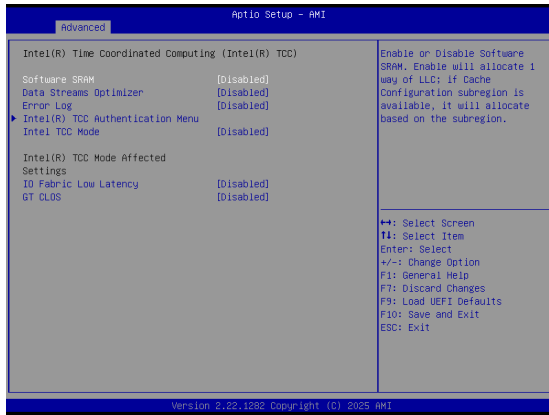 Aptio Setup - AMI
Advanced
Intel(R) Time Coordinated Computing (Intel(R) TCC)
Software SRAM [Disabled]
Data Streams Optimizer [Disabled]
Error Log [Disabled]
Intel(R) TCC Authentication Menu
Intel TCC Mode [Disabled]
Intel(R) TCC Mode Affected
Settings
IO Fabric Low Latency [Disabled]
GT CLOS [Disabled]
Enable or Disable Software
SRAM. Enable will allocate 1
way of LLC; if Cache
Configuration subregion is
available, it will allocate
based on the subregion.
↔: Select Screen
↑↓: Select Item
Enter: Select
+/-: Change Option
F1: General Help
F7: Discard Changes
F9: Load UEFI Defaults
F10: Save and Exit
ESC: Exit
Version 2.22.1282 Copyright (C) 2025 AMI